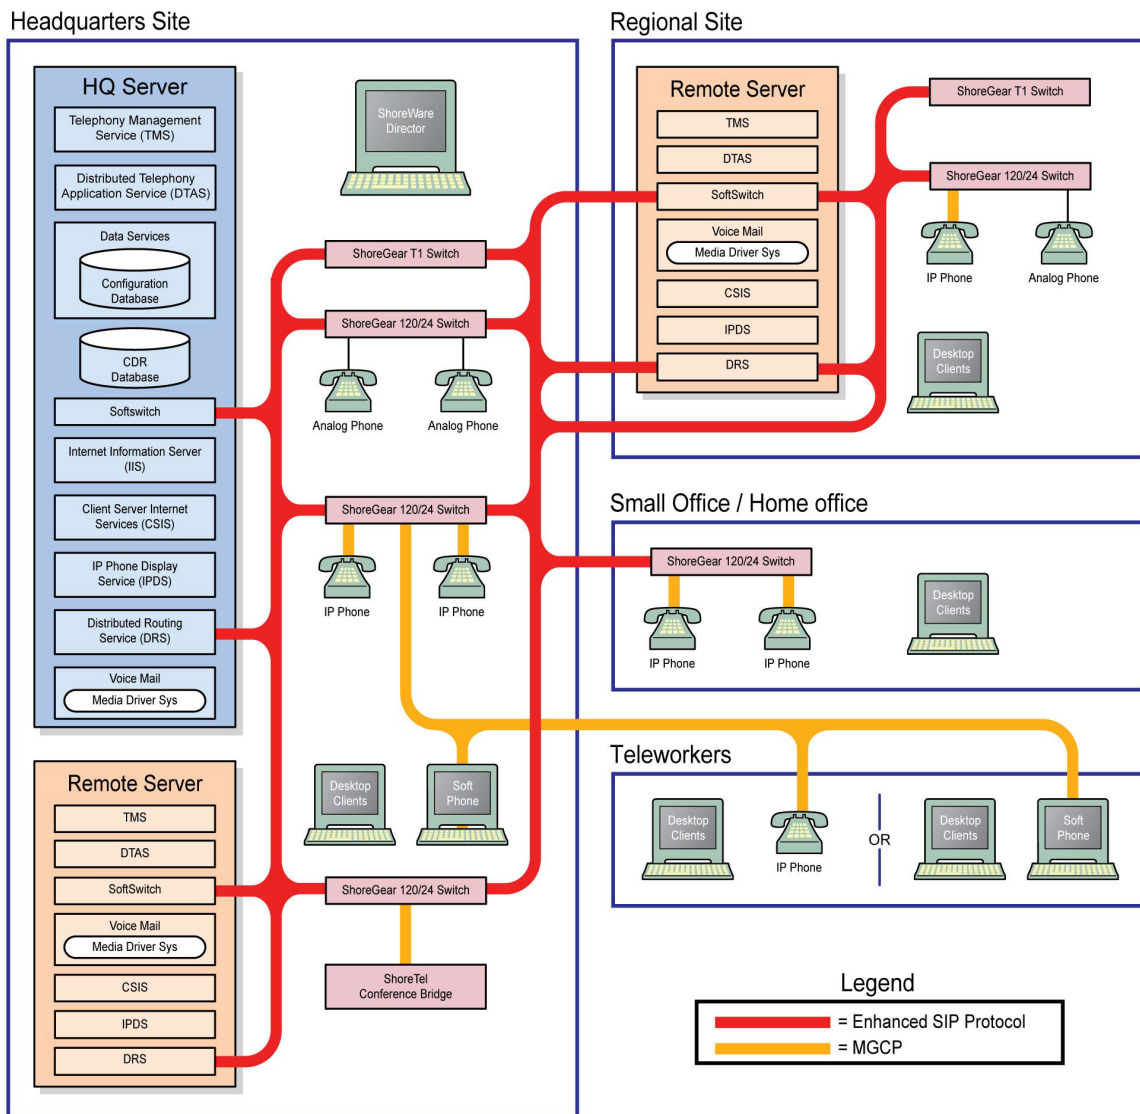 Headquarters Site
HQ Server
Telephony Management
Service (TMS)
Distributed Telephony
Application Service (DTAS)
Data Services
Configuration
Database
CDR
Database
Softswitch
Internet Information Server
(IIS)
Client Server Internet
Services (CSIS)
IP Phone Display
Service (IPDS)
Distributed Routing
Service (DRS)
Voice Mail
Media Driver Sys
Remote Server
TMS
DTAS
SoftSwitch
Voice Mail
Media Driver Sys
CSIS
IPDS
DRS
ShoreWare
Director
ShoreGear T1 Switch
ShoreGear 120/24 Switch
Analog Phone
Analog Phone
ShoreGear 120/24 Switch
IP Phone
IP Phone
Desktop
Clients
Soft
Phone
ShoreGear 120/24 Switch
ShoreTel
Conference Bridge
Regional Site
Remote Server
TMS
DTAS
SoftSwitch
Voice Mail
Media Driver Sys
CSIS
IPDS
DRS
ShoreGear T1 Switch
ShoreGear 120/24 Switch
IP Phone
Analog Phone
Desktop
Clients
Small Office / Home office
ShoreGear 120/24 Switch
IP Phone
IP Phone
Desktop
Clients
Teleworkers
Desktop
Clients
IP Phone
OR
Desktop
Clients
Soft
Phone
Legend
= Enhanced SIP Protocol
= MGCP